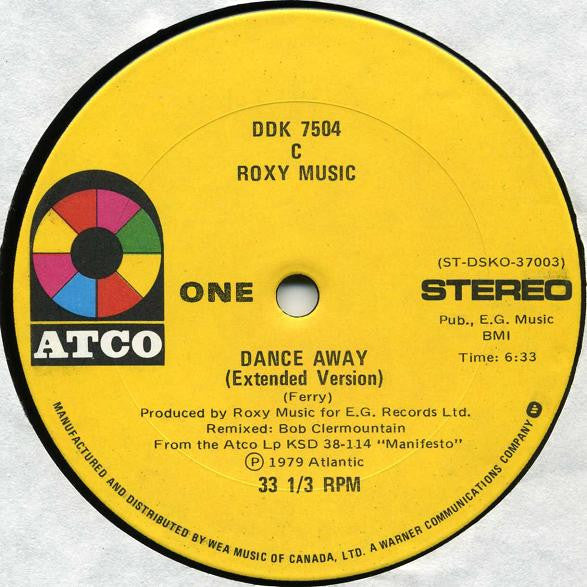 DDK 7504
C
ROXY MUSIC
(ST-DSKO-37003)
ONE
STEREO
ATCO
Pub., E.G. Music
BMI
Time: 6:33
DANCE AWAY
(Extended Version)
(Ferry)
Produced by Roxy Music for E.G. Records Ltd.
Remixed: Bob Clermountain
From the Atco Lp KSD 38-114 "Manifesto"
Ⓟ 1979 Atlantic
33 1/3 RPM
MANUFACTURED AND DISTRIBUTED BY WEA MUSIC OF CANADA, LTD. A WARNER COMMUNICATIONS COMPANY